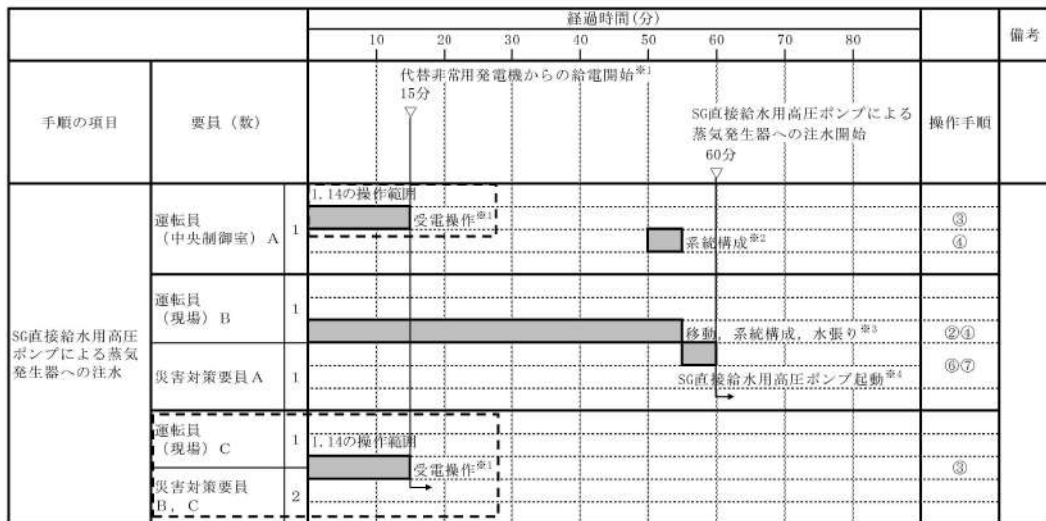 経過時間(分)
備考
10 20 30 40 50 60 70 80
手順の項目
要員(数)
代替非常用発電機からの給電開始※1
15分
SG直接給水用高圧ポンプによる
蒸気発生器への注水開始
60分
操作手順
SG直接給水用高圧
ポンプによる蒸気
発生器への注水
運転員
(中央制御室)A
1
1.14の操作範囲
受電操作※1
③
系統構成※2
④
運転員
(現場)B
1
移動,系統構成,水張り※3
②④
災害対策要員A
1
SG直接給水用高圧ポンプ起動※4
⑥⑦
運転員
(現場)C
1
1.14の操作範囲
受電操作※1
③
災害対策要員
B,C
2